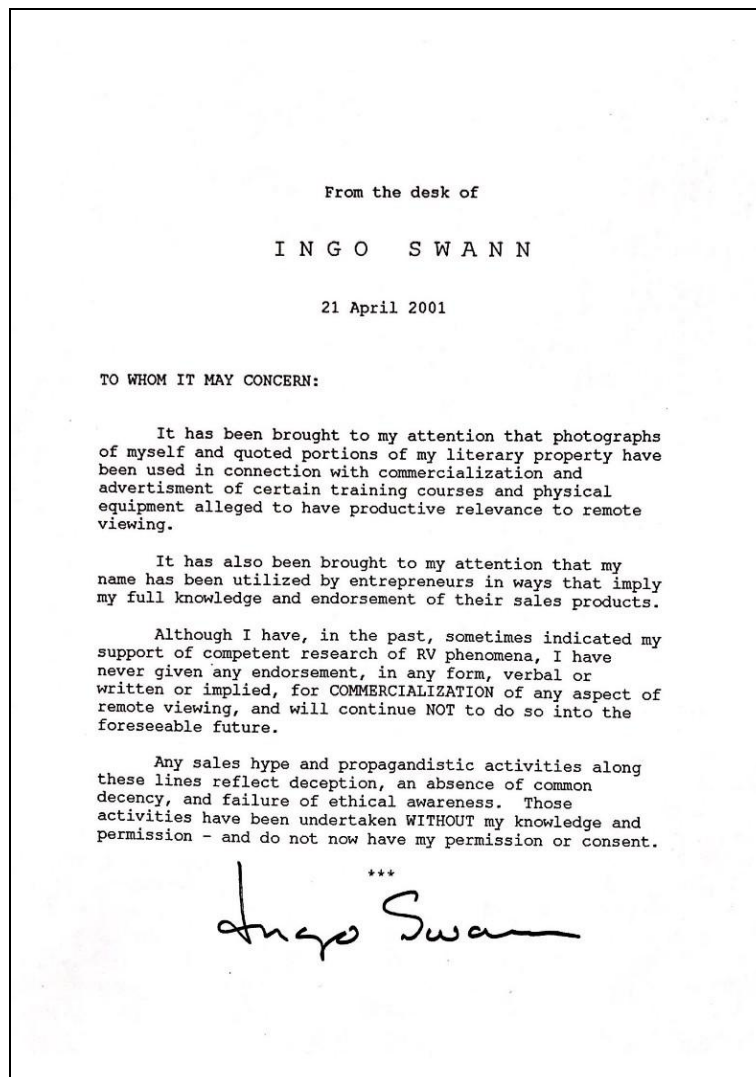 From the desk of
INGO SWANN
21 April 2001
TO WHOM IT MAY CONCERN:
It has been brought to my attention that photographs
of myself and quoted portions of my literary property have
been used in connection with commercialization and
advertisment of certain training courses and physical
equipment alleged to have productive relevance to remote
viewing.
It has also been brought to my attention that my
name has been utilized by entrepreneurs in ways that imply
my full knowledge and endorsement of their sales products.
Although I have, in the past, sometimes indicated my
support of competent research of RV phenomena, I have
never given any endorsement, in any form, verbal or
written or implied, for COMMERCIALIZATION of any aspect of
remote viewing, and will continue NOT to do so into the
foreseeable future.
Any sales hype and propagandistic activities along
these lines reflect deception, an absence of common
decency, and failure of ethical awareness.  Those
activities have been undertaken WITHOUT my knowledge and
permission – and do not now have my permission or consent.
***
Ingo Swann